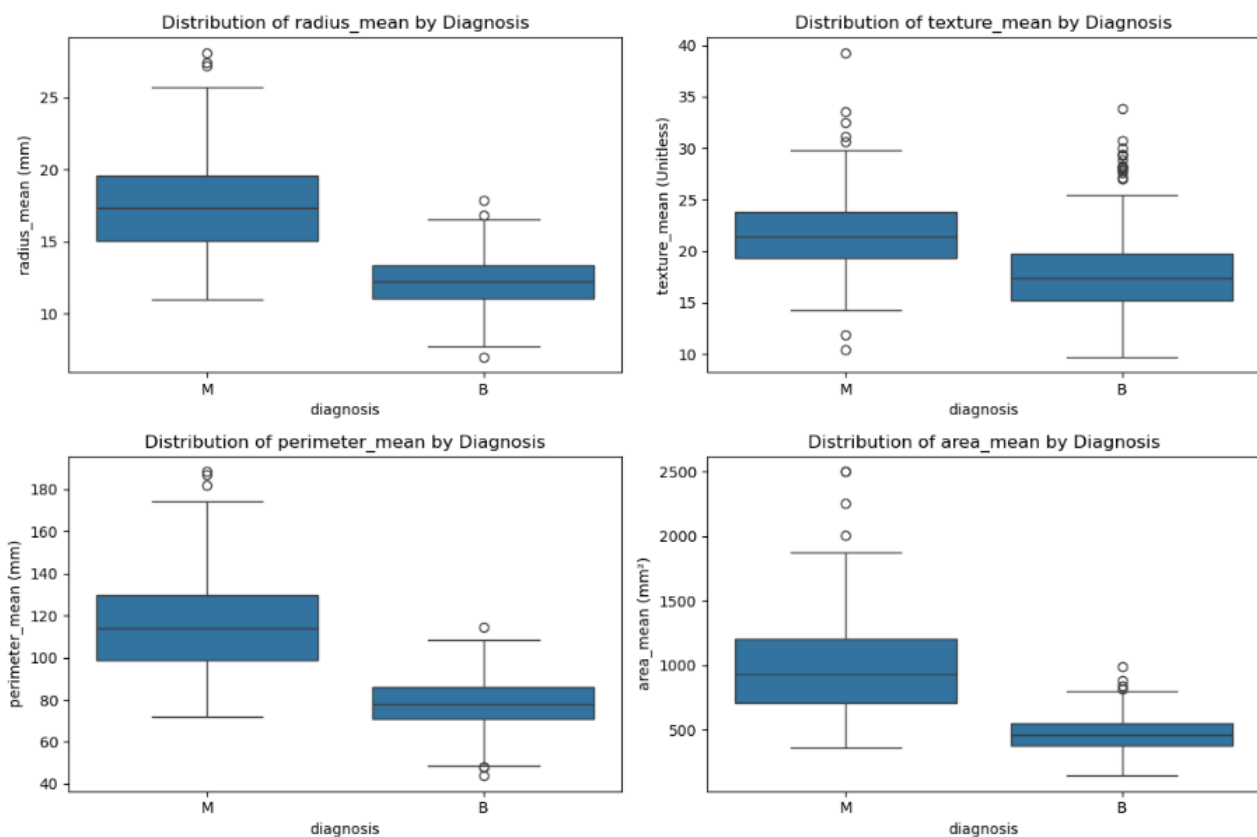 Distribution of radius_mean by Diagnosis
radius_mean (mm)
25
20
15
10
M
B
diagnosis
Distribution of texture_mean by Diagnosis
texture_mean (Unitless)
40
35
30
25
20
15
10
M
B
diagnosis
Distribution of perimeter_mean by Diagnosis
perimeter_mean (mm)
180
160
140
120
100
80
60
40
M
B
diagnosis
Distribution of area_mean by Diagnosis
area_mean (mm²)
2500
2000
1500
1000
500
M
B
diagnosis